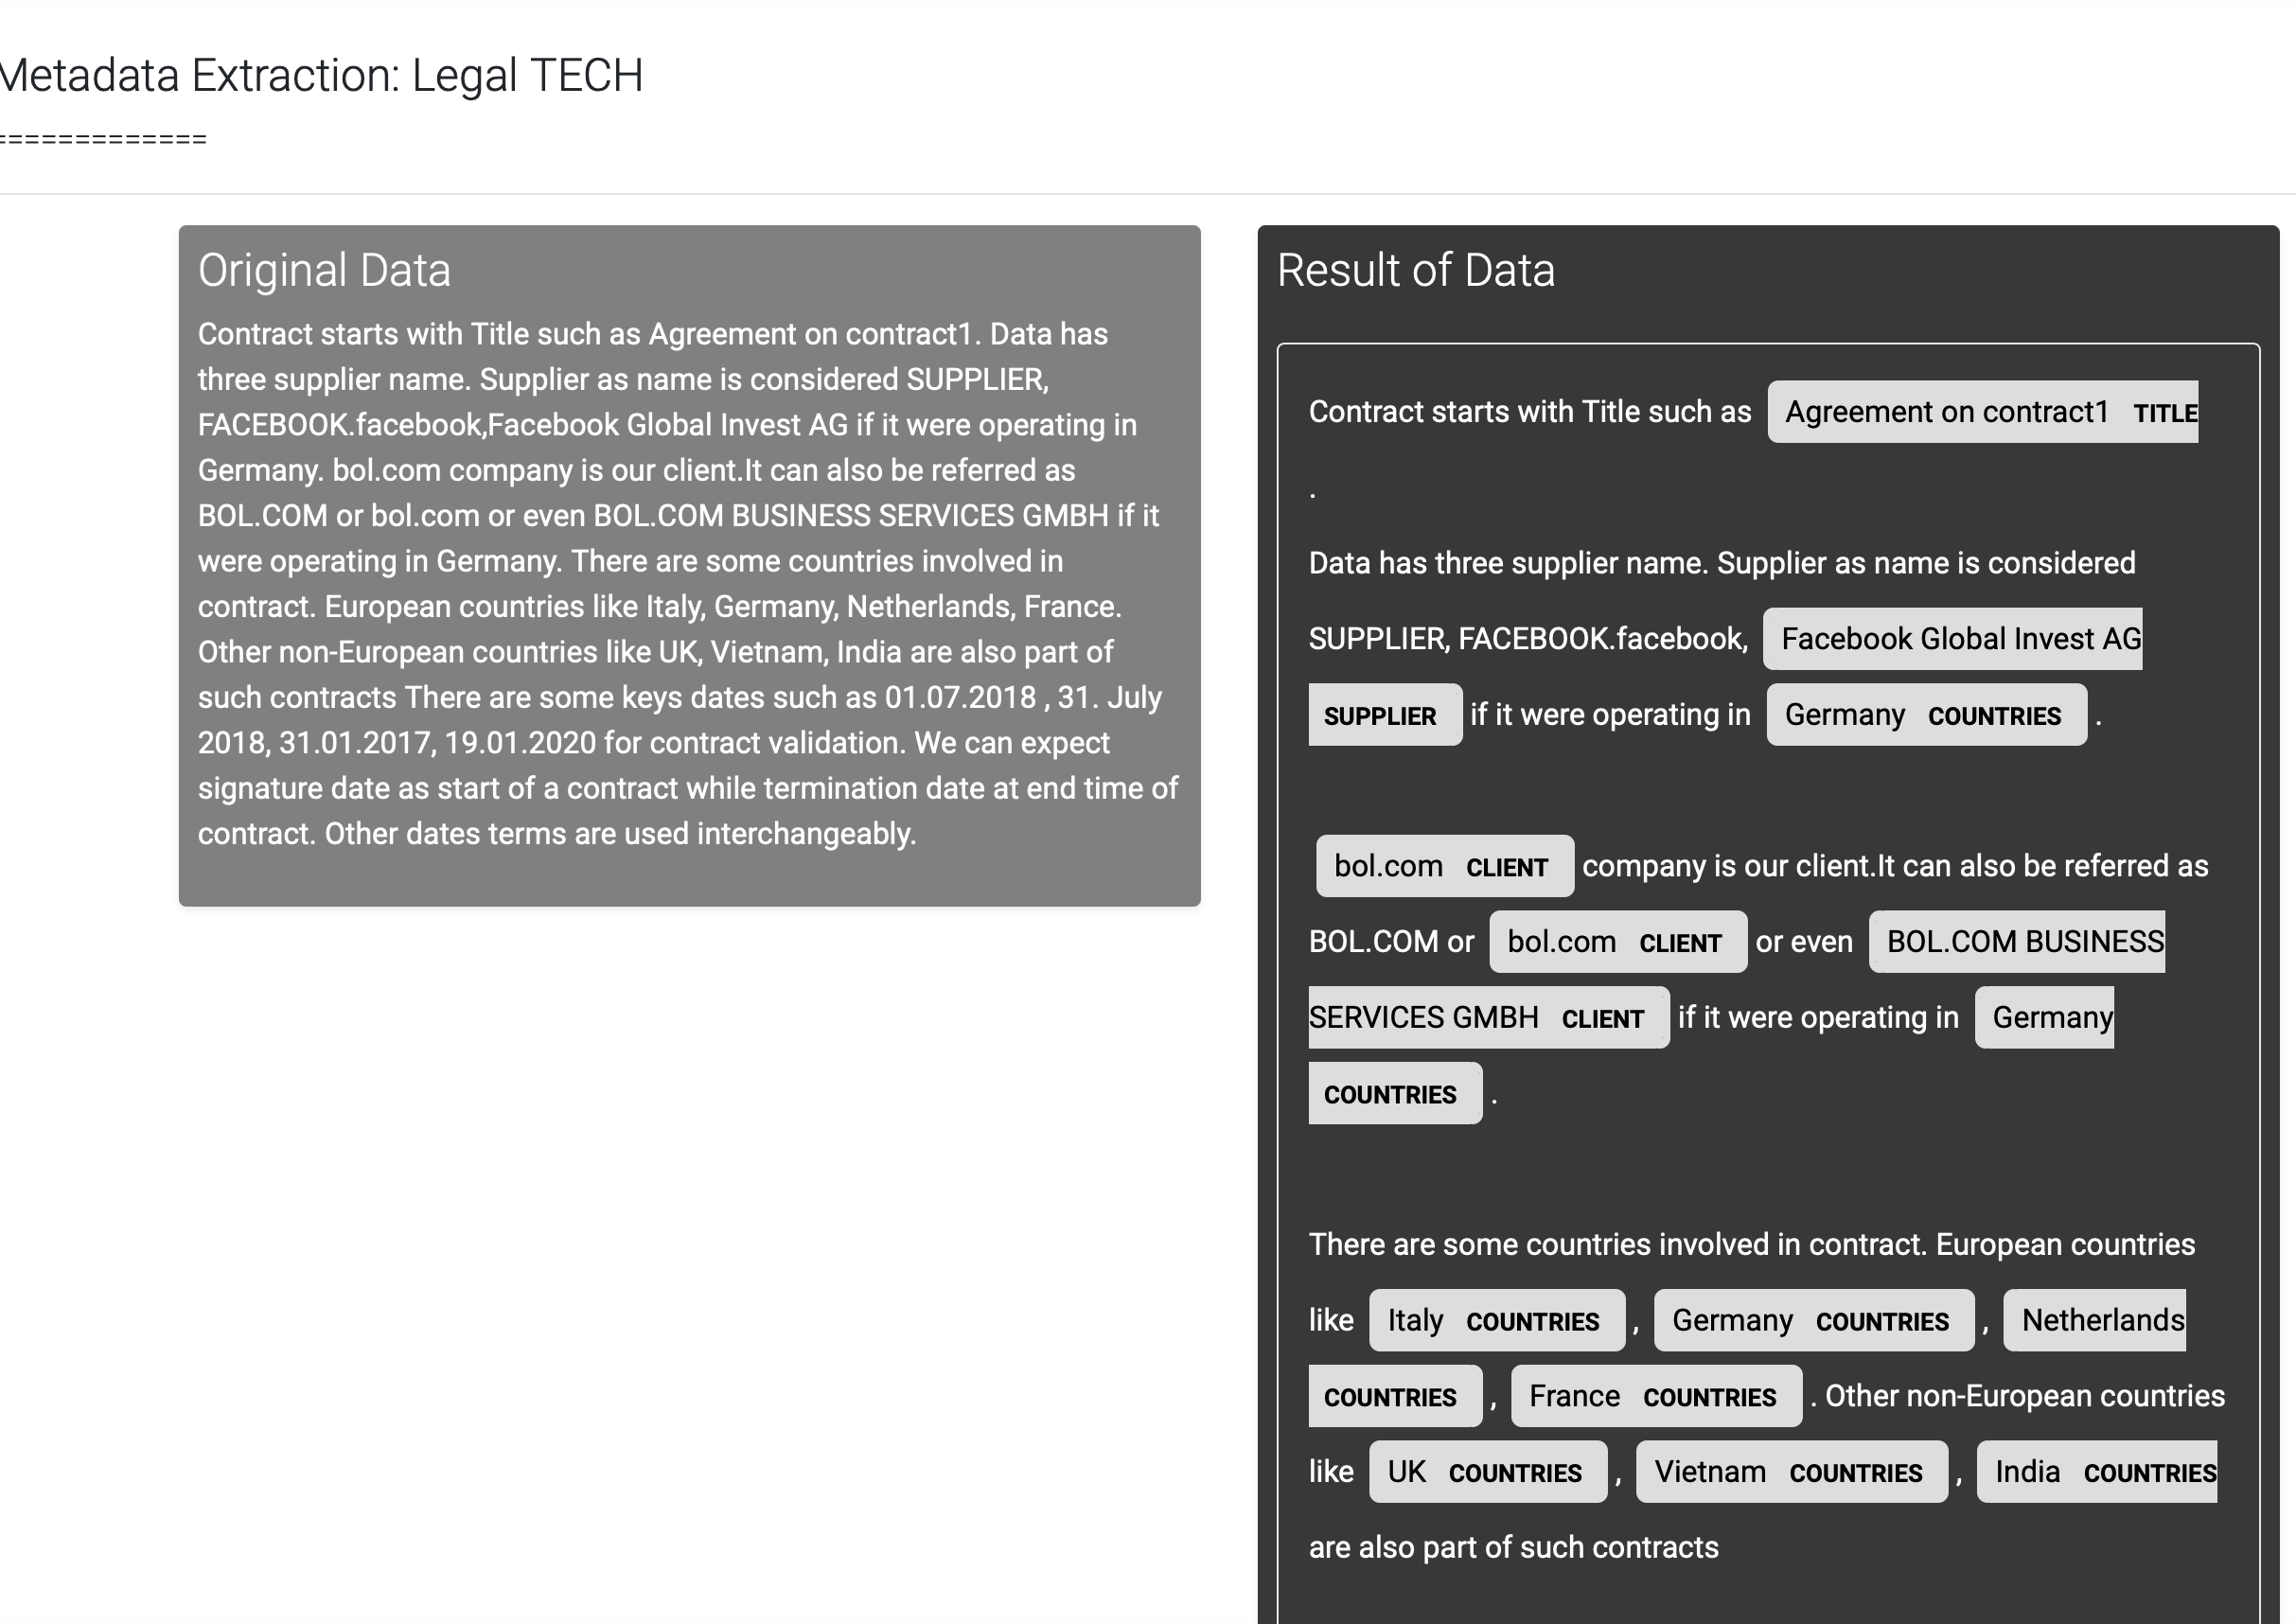 Metadata Extraction: Legal TECH
=============
Original Data
Contract starts with Title such as Agreement on contract1. Data has
three supplier name. Supplier as name is considered SUPPLIER,
FACEBOOK.facebook,Facebook Global Invest AG if it were operating in
Germany. bol.com company is our client.It can also be referred as
BOL.COM or bol.com or even BOL.COM BUSINESS SERVICES GMBH if it
were operating in Germany. There are some countries involved in
contract. European countries like Italy, Germany, Netherlands, France.
Other non-European countries like UK, Vietnam, India are also part of
such contracts There are some keys dates such as 01.07.2018 , 31. July
2018, 31.01.2017, 19.01.2020 for contract validation. We can expect
signature date as start of a contract while termination date at end time of
contract. Other dates terms are used interchangeably.
Result of Data
Contract starts with Title such as Agreement on contract1 TITLE
.
Data has three supplier name. Supplier as name is considered
SUPPLIER, FACEBOOK.facebook, Facebook Global Invest AG
SUPPLIER if it were operating in Germany COUNTRIES .
bol.com CLIENT company is our client.It can also be referred as
BOL.COM or bol.com CLIENT or even BOL.COM BUSINESS
SERVICES GMBH CLIENT if it were operating in Germany
COUNTRIES .
There are some countries involved in contract. European countries
like Italy COUNTRIES , Germany COUNTRIES , Netherlands
COUNTRIES , France COUNTRIES . Other non-European countries
like UK COUNTRIES , Vietnam COUNTRIES , India COUNTRIES
are also part of such contracts